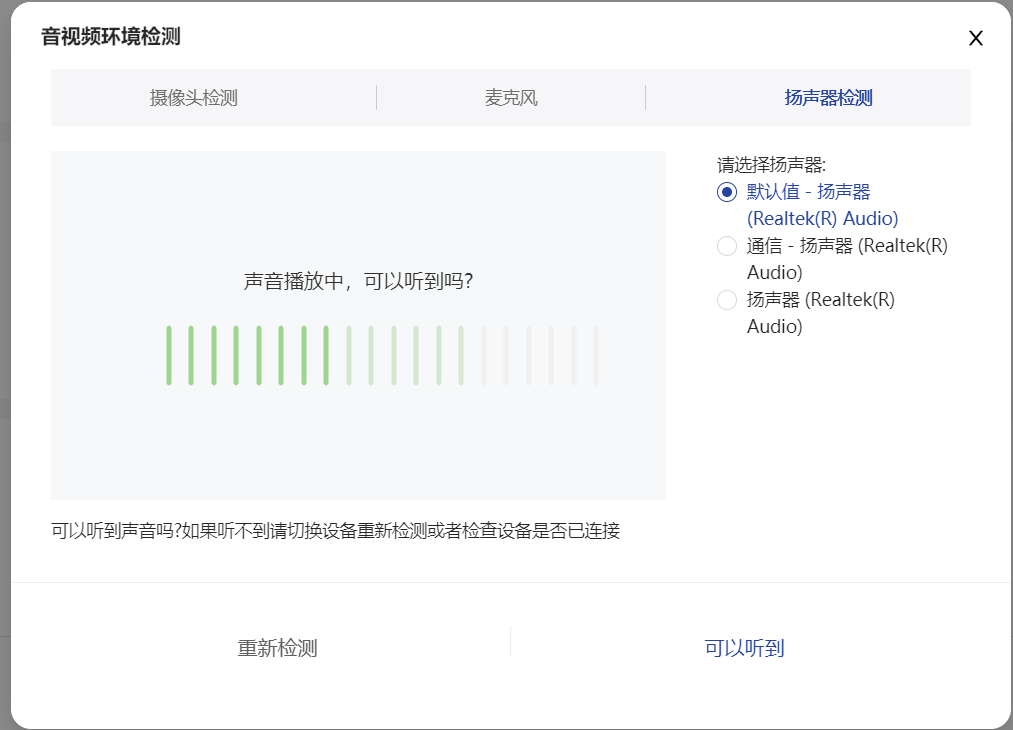 音视频环境检测
X
摄像头检测
麦克风
扬声器检测
声音播放中，可以听到吗？
请选择扬声器:
默认值 - 扬声器
(Realtek(R) Audio)
通信 - 扬声器 (Realtek(R)
Audio)
扬声器 (Realtek(R)
Audio)
可以听到声音吗?如果听不到请切换设备重新检测或者检查设备是否已连接
重新检测
可以听到